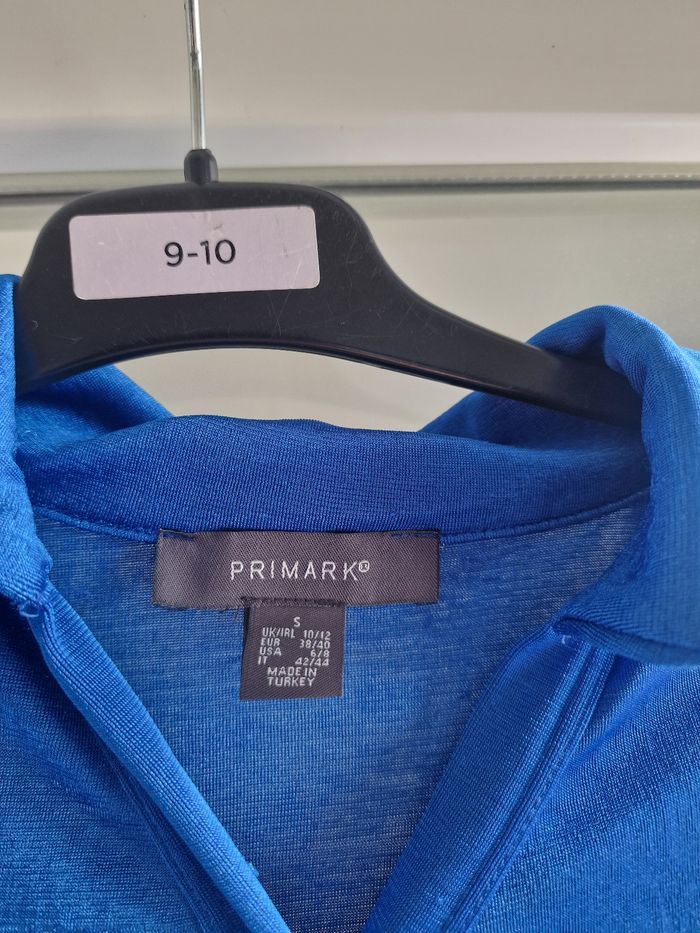 9-10
PRIMARK®
S
UK/IRL 10/12
EUR 38/40
USA 6/8
IT 42/44
MADE IN
TURKEY